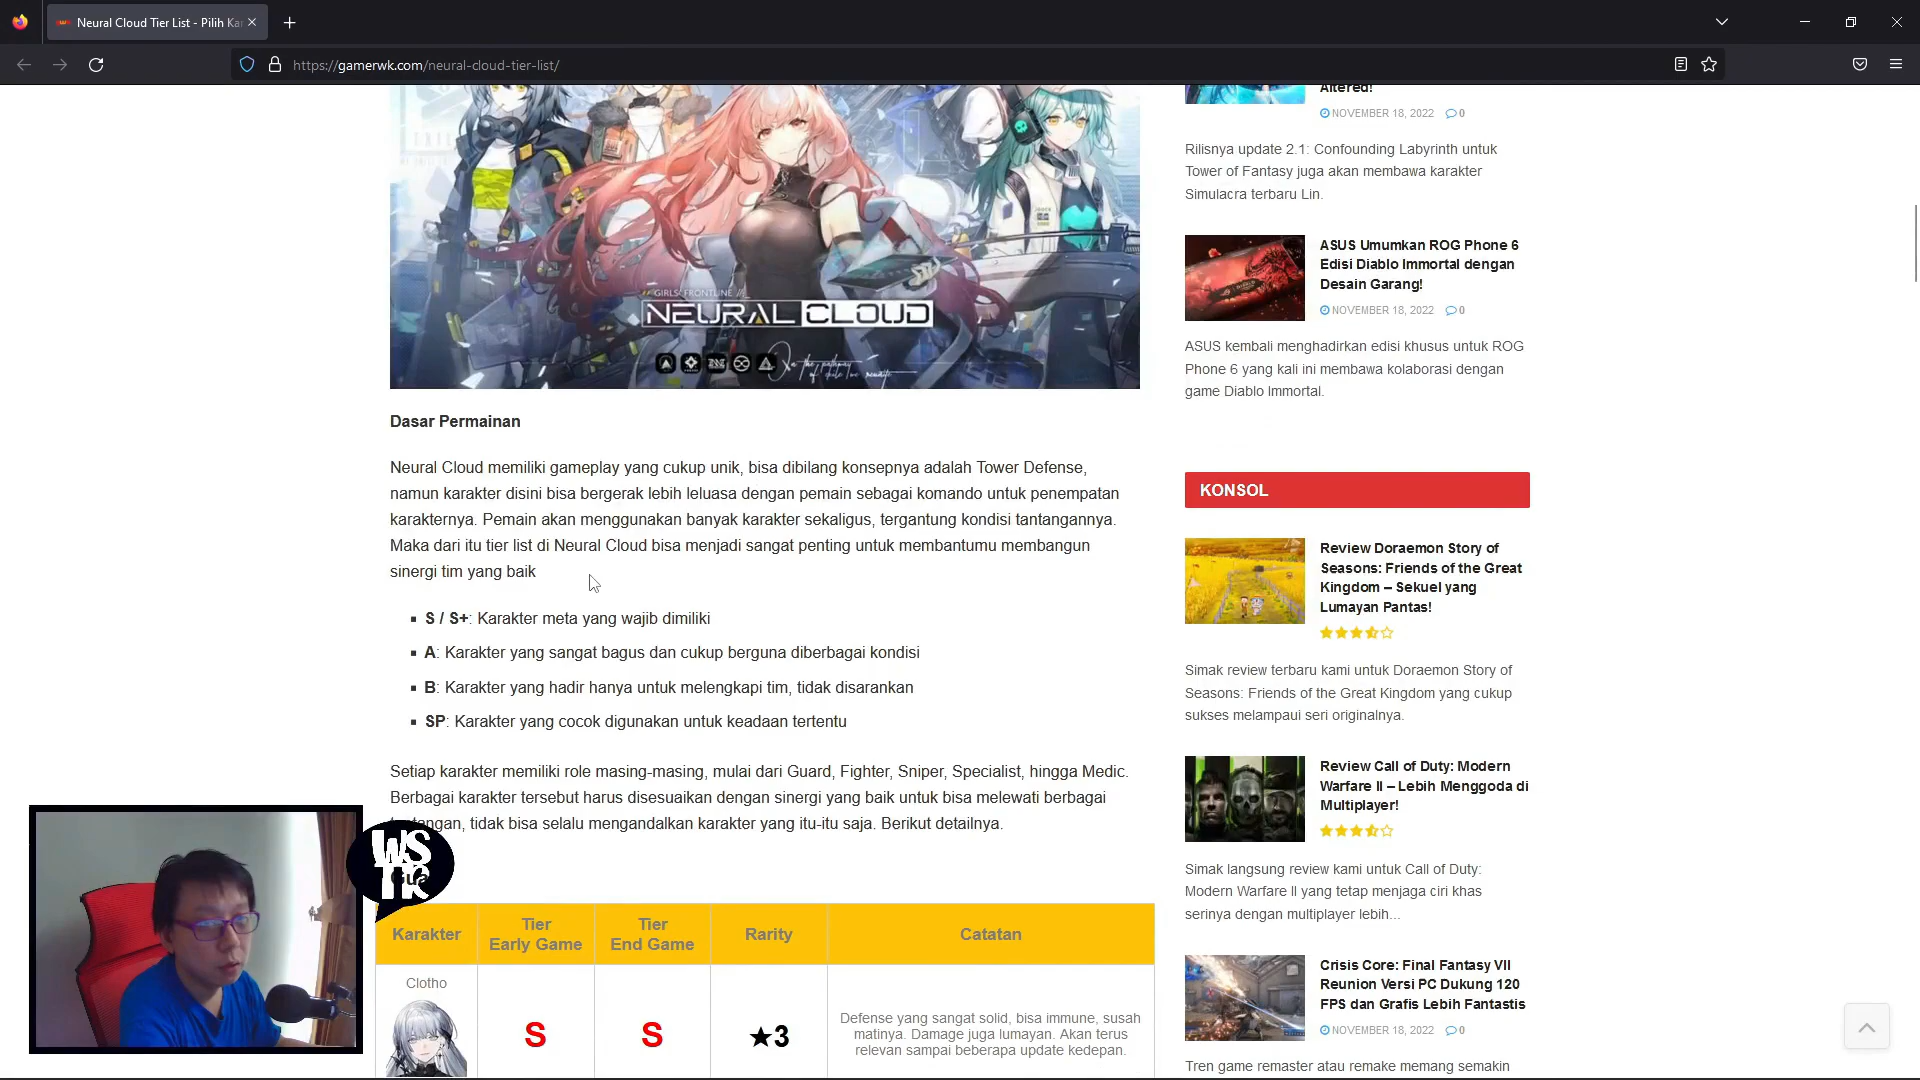 Neural Cloud Tier List - Pilih Ka
https://gamerwk.com/neural-cloud-tier-list/
// GIRLS' FRONTLINE //
NEURAL CLOUD
Dasar Permainan
Neural Cloud memiliki gameplay yang cukup unik, bisa dibilang konsepnya adalah Tower Defense,
namun karakter disini bisa bergerak lebih leluasa dengan pemain sebagai komando untuk penempatan
karakternya. Pemain akan menggunakan banyak karakter sekaligus, tergantung kondisi tantangannya.
Maka dari itu tier list di Neural Cloud bisa menjadi sangat penting untuk membantumu membangun
sinergi tim yang baik
S / S+: Karakter meta yang wajib dimiliki
A: Karakter yang sangat bagus dan cukup berguna diberbagai kondisi
B: Karakter yang hadir hanya untuk melengkapi tim, tidak disarankan
SP: Karakter yang cocok digunakan untuk keadaan tertentu
Setiap karakter memiliki role masing-masing, mulai dari Guard, Fighter, Sniper, Specialist, hingga Medic.
Berbagai karakter tersebut harus disesuaikan dengan sinergi yang baik untuk bisa melewati berbagai
tidak bisa selalu mengandalkan karakter yang itu-itu saja. Berikut detailnya.
WS
TR
Karakter
Tier
Early Game
Tier
End Game
Rarity
Catatan
Clotho
S
S
★3
Defense yang sangat solid, bisa immune, susah
matinya. Damage juga lumayan. Akan terus
relevan sampai beberapa update kedepan.
Altered!
NOVEMBER 18, 2022 0
Rilisnya update 2.1: Confounding Labyrinth untuk
Tower of Fantasy juga akan membawa karakter
Simulacra terbaru Lin.
ASUS Umumkan ROG Phone 6
Edisi Diablo Immortal dengan
Desain Garang!
NOVEMBER 18, 2022 0
ASUS kembali menghadirkan edisi khusus untuk ROG
Phone 6 yang kali ini membawa kolaborasi dengan
game Diablo Immortal.
KONSOL
Review Doraemon Story of
Seasons: Friends of the Great
Kingdom – Sekuel yang
Lumayan Pantas!
Simak review terbaru kami untuk Doraemon Story of
Seasons: Friends of the Great Kingdom yang cukup
sukses melampaui seri originalnya.
Review Call of Duty: Modern
Warfare II – Lebih Menggoda di
Multiplayer!
Simak langsung review kami untuk Call of Duty:
Modern Warfare II yang tetap menjaga ciri khas
serinya dengan multiplayer lebih...
Crisis Core: Final Fantasy VII
Reunion Versi PC Dukung 120
FPS dan Grafis Lebih Fantastis
NOVEMBER 18, 2022 0
Tren game remaster atau remake memang semakin